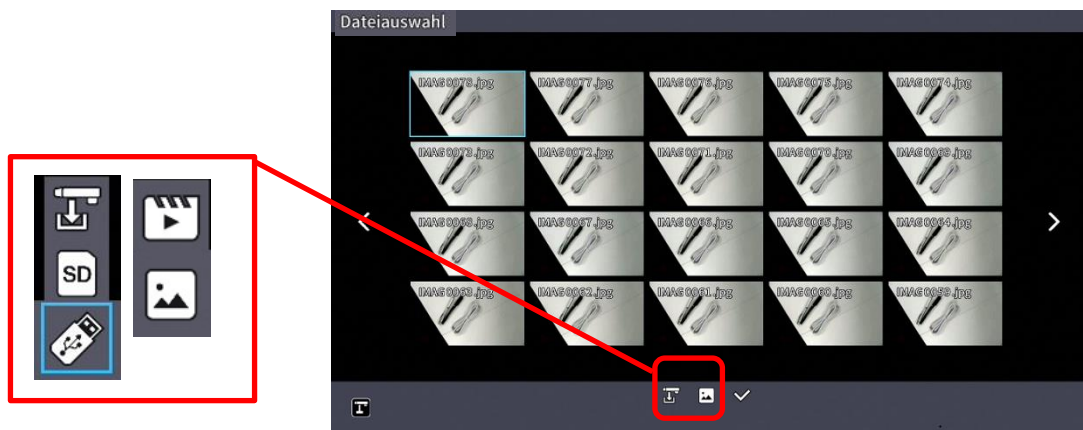 Dateiauswahl
IMAG0078.jpg IMAG0077.jpg IMAG0076.jpg IMAG0075.jpg IMAG0074.jpg
IMAG0073.jpg IMAG0072.jpg IMAG0071.jpg IMAG0070.jpg IMAG0069.jpg
IMAG0068.jpg IMAG0067.jpg IMAG0066.jpg IMAG0065.jpg IMAG0064.jpg
IMAG0063.jpg IMAG0062.jpg IMAG0061.jpg IMAG0060.jpg IMAG0059.jpg
SD
T